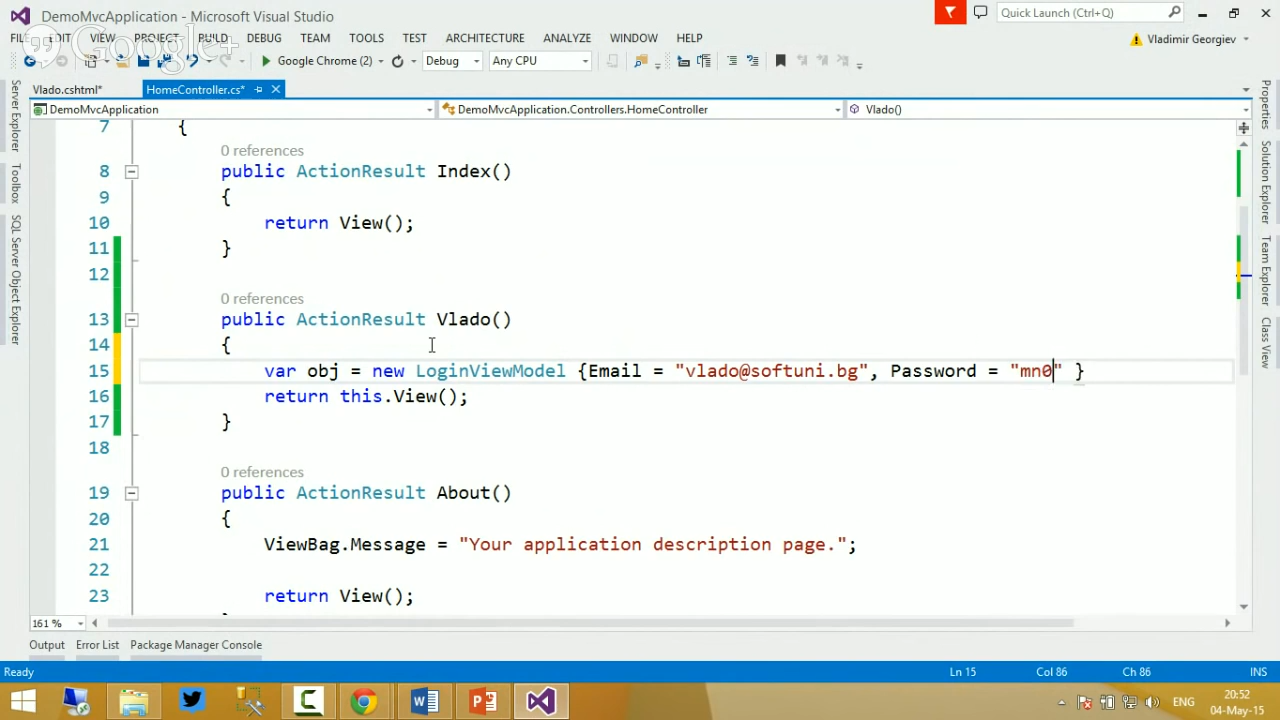 DemoMvcApplication - Microsoft Visual Studio
Quick Launch (Ctrl+Q)
Google+
FILE EDIT VIEW PROJECT BUILD DEBUG TEAM TOOLS TEST ARCHITECTURE ANALYZE WINDOW HELP
Vladimir Georgiev
Google Chrome (2) Debug Any CPU
Vlado.cshtml* HomeController.cs*
DemoMvcApplication DemoMvcApplication.Controllers.HomeController Vlado()
Server Explorer
Toolbox
SQL Server Object Explorer
7 {
0 references
8 public ActionResult Index()
9 {
10 return View();
11 }
12
0 references
13 public ActionResult Vlado()
14 {
15 var obj = new LoginViewModel {Email = "vlado@softuni.bg", Password = "mn0" }
16 return this.View();
17 }
18
0 references
19 public ActionResult About()
20 {
21 ViewBag.Message = "Your application description page.";
22
23 return View();
Properties
Solution Explorer
Team Explorer
Class View
161 %
Output Error List Package Manager Console
Ready Ln 15 Col 86 Ch 86 INS
ENG
20:52
04-May-15